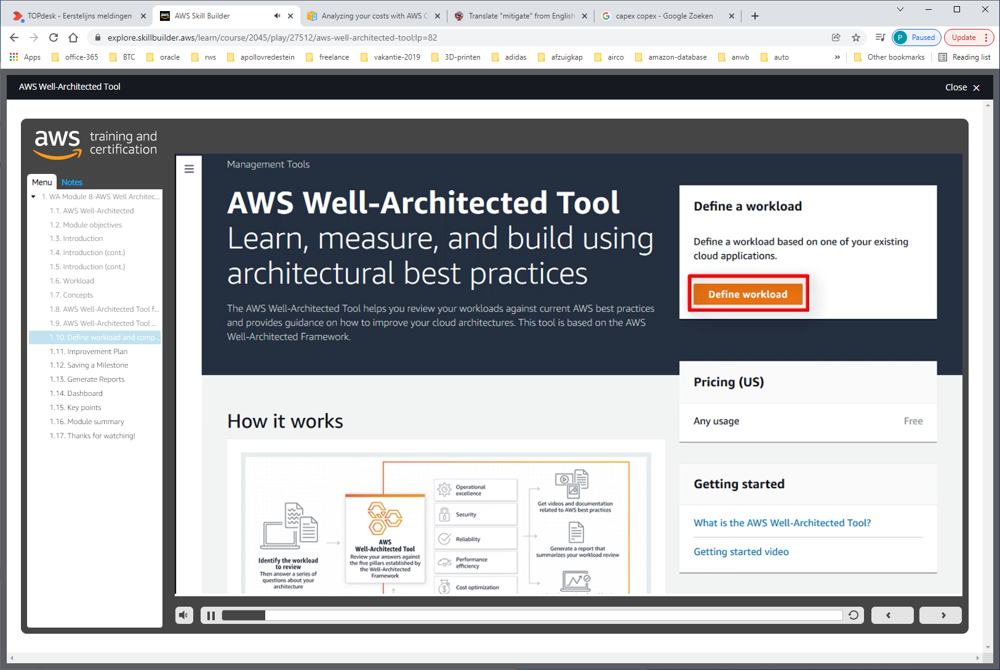 TOPdesk - Eerstelijns meldingen
AWS Skill Builder
Analyzing your costs with AWS C
Translate "mitigate" from English
capex copex - Google Zoeken
explore.skillbuilder.aws/learn/course/2045/play/27512/aws-well-architected-tool;lp=82
P Paused
Update
Apps
office-365
BTC
oracle
rws
apollovredestein
freelance
vakantie-2019
3D-printen
adidas
afzuigkap
airco
amazon-database
anwb
auto
»
Other bookmarks
Reading list
AWS Well-Architected Tool
Close
aws training and certification
Menu
Notes
1. WA Module 8-AWS Well Architec...
1.1. AWS Well-Architected
1.2. Module objectives
1.3. Introduction
1.4. Introduction (cont.)
1.5. Introduction (cont.)
1.6. Workload
1.7. Concepts
1.8. AWS Well-Architected Tool f...
1.9. AWS Well-Architected Tool ...
1.10. Define workload and comp...
1.11. Improvement Plan
1.12. Saving a Milestone
1.13. Generate Reports
1.14. Dashboard
1.15. Key points
1.16. Module summary
1.17. Thanks for watching!
Management Tools
AWS Well-Architected Tool
Learn, measure, and build using
architectural best practices
The AWS Well-Architected Tool helps you review your workloads against current AWS best practices
and provides guidance on how to improve your cloud architectures. This tool is based on the AWS
Well-Architected Framework.
Define a workload
Define a workload based on one of your existing
cloud applications.
Define workload
Pricing (US)
Any usage
Free
Getting started
What is the AWS Well-Architected Tool?
Getting started video
How it works
Identify the workload
to review
Then answer a series of
questions about your
architecture
AWS
Well-Architected Tool
Review your answers against
the five pillars established by
the Well-Architected
Framework
Operational
excellence
Security
Reliability
Performance
efficiency
Cost optimization
Get videos and documentation
related to AWS best practices
Generate a report that
summarizes your workload review